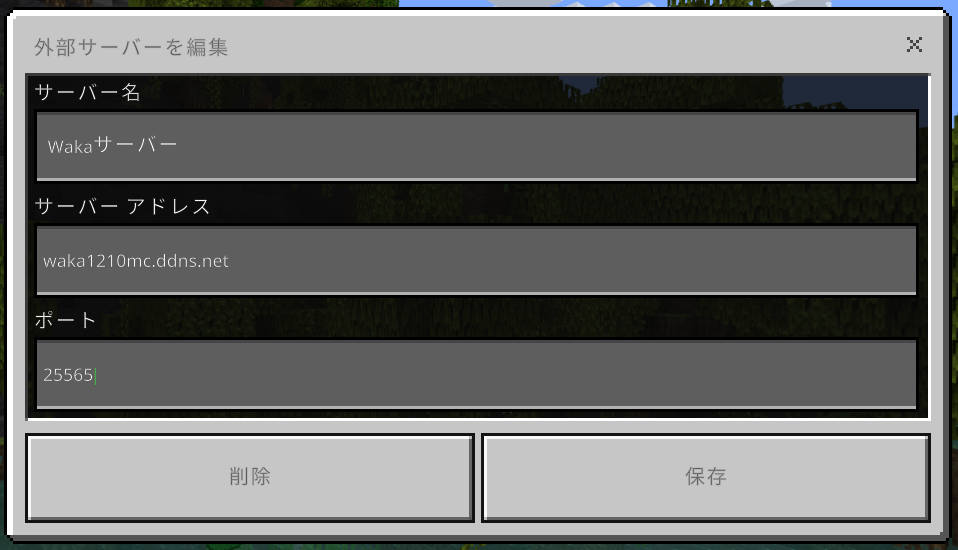 外部サーバーを編集
サーバー名
Wakaサーバー
サーバー アドレス
waka1210mc.ddns.net
ポート
25565
削除
保存